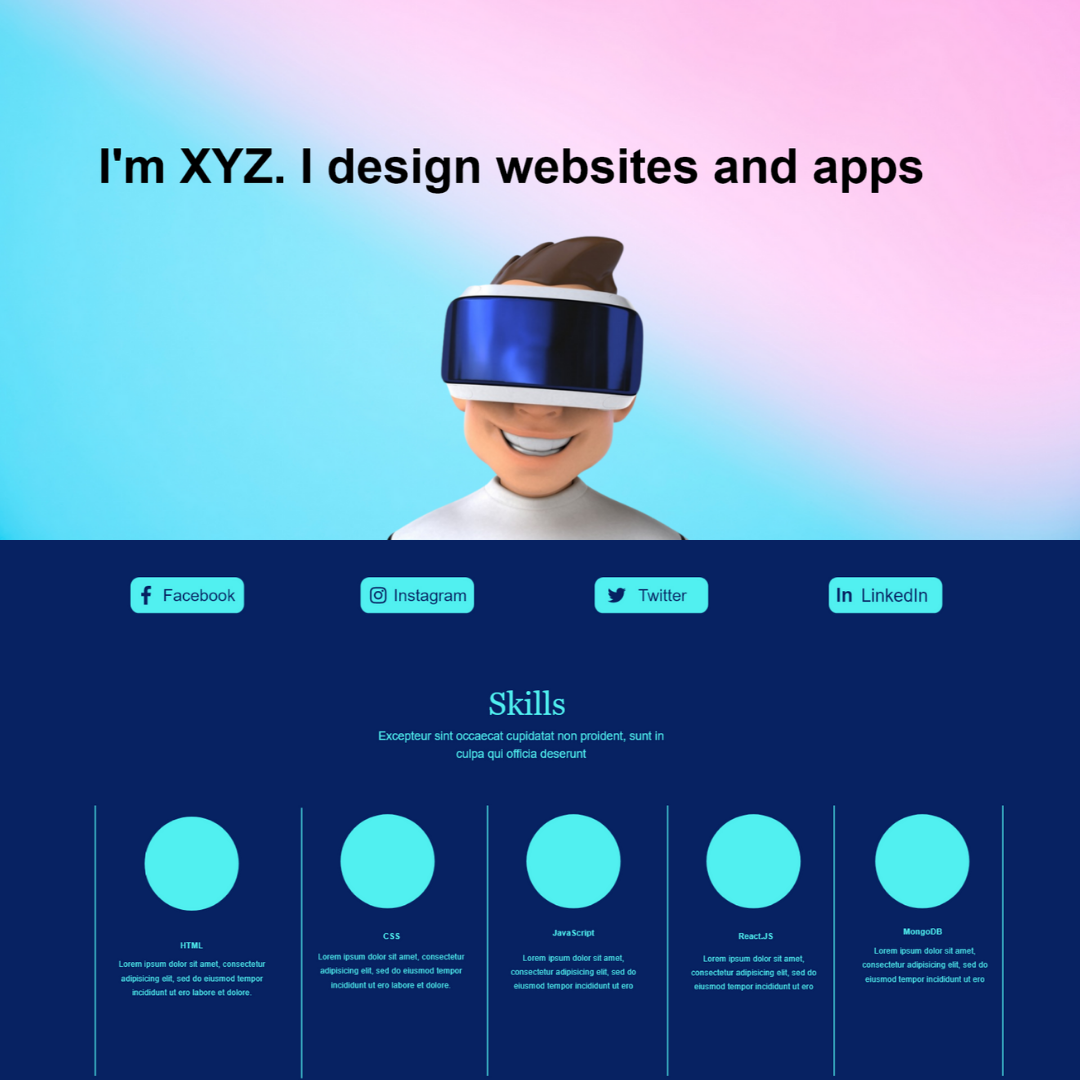 I'm XYZ. I design websites and apps
Facebook
Instagram
Twitter
In LinkedIn
Skills
Excepteur sint occaecat cupidatat non proident, sunt in
culpa qui officia deserunt
HTML
Lorem ipsum dolor sit amet, consectetur
adipisicing elit, sed do eiusmod tempor
incididunt ut ero labore et dolore.
CSS
Lorem ipsum dolor sit amet, consectetur
adipisicing elit, sed do eiusmod tempor
incididunt ut ero labore et dolore.
JavaScript
Lorem ipsum dolor sit amet,
consectetur adipisicing elit, sed do
eiusmod tempor incididunt ut ero
React.JS
Lorem ipsum dolor sit amet,
consectetur adipisicing elit, sed do
eiusmod tempor incididunt ut ero
MongoDB
Lorem ipsum dolor sit amet,
consectetur adipisicing elit, sed do
eiusmod tempor incididunt ut ero